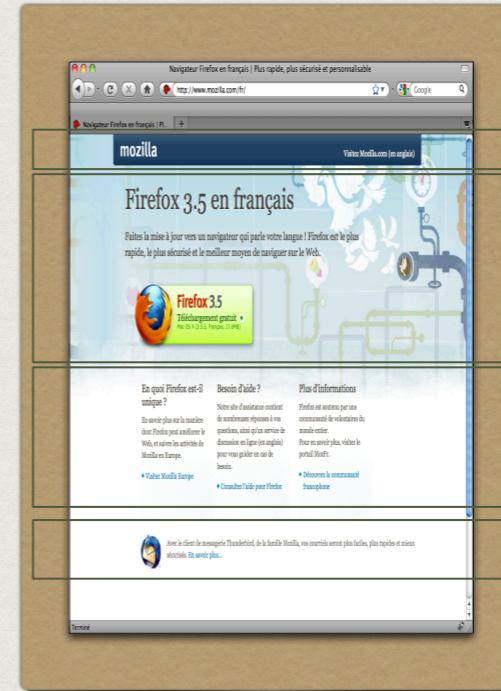 Navigateur Firefox en français | Plus rapide, plus sécurisé et personnalisable
http://www.mozilla.com/fr/
Google
Navigateur Firefox en français | Pl...
mozilla
Visitez Mozilla.com (en anglais)
Firefox 3.5 en français
Faites la mise à jour vers un navigateur qui parle votre langue ! Firefox est le plus
rapide, le plus sécurisé et le meilleur moyen de naviguer sur le Web.
Firefox 3.5
Téléchargement gratuit
Mac OS X (3.5.5, Français, 17.6MB)
En quoi Firefox est-il
unique ?
En savoir plus sur la manière
dont Firefox peut améliorer le
Web, et suivre les activités de
Mozilla en Europe.
Visitez Mozilla Europe
Besoin d'aide ?
Notre site d'assistance contient
de nombreuses réponses à vos
questions, ainsi qu'un service de
discussion en ligne (en anglais)
pour vous guider en cas de
besoin.
Consultez l'aide pour Firefox
Plus d'informations
Firefox est soutenu par une
communauté de volontaires du
monde entier.
Pour en savoir plus, visitez le
portail MozFr.
Découvrez la communauté
francophone
Avec le client de messagerie Thunderbird, de la famille Mozilla, vos courriels seront plus faciles, plus rapides et mieux
sécurisés. En savoir plus...
Terminé